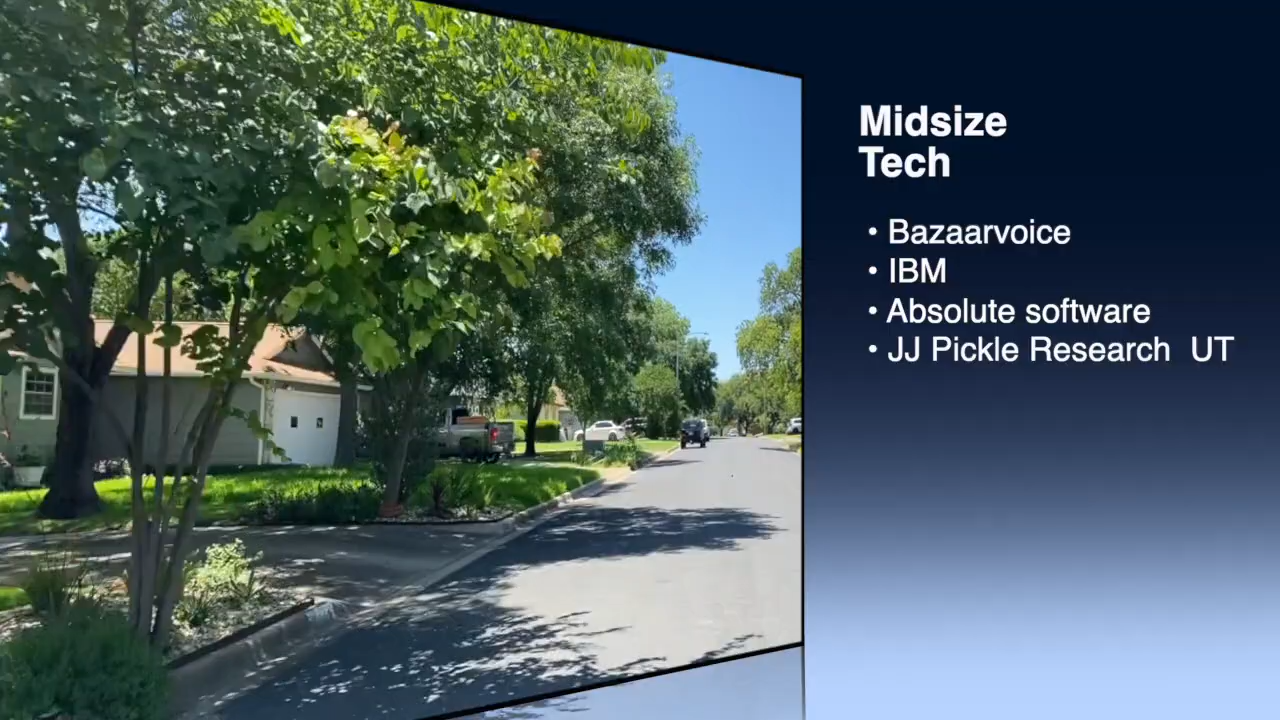 Midsize
Tech
• Bazaarvoice
• IBM
• Absolute software
• JJ Pickle Research  UT